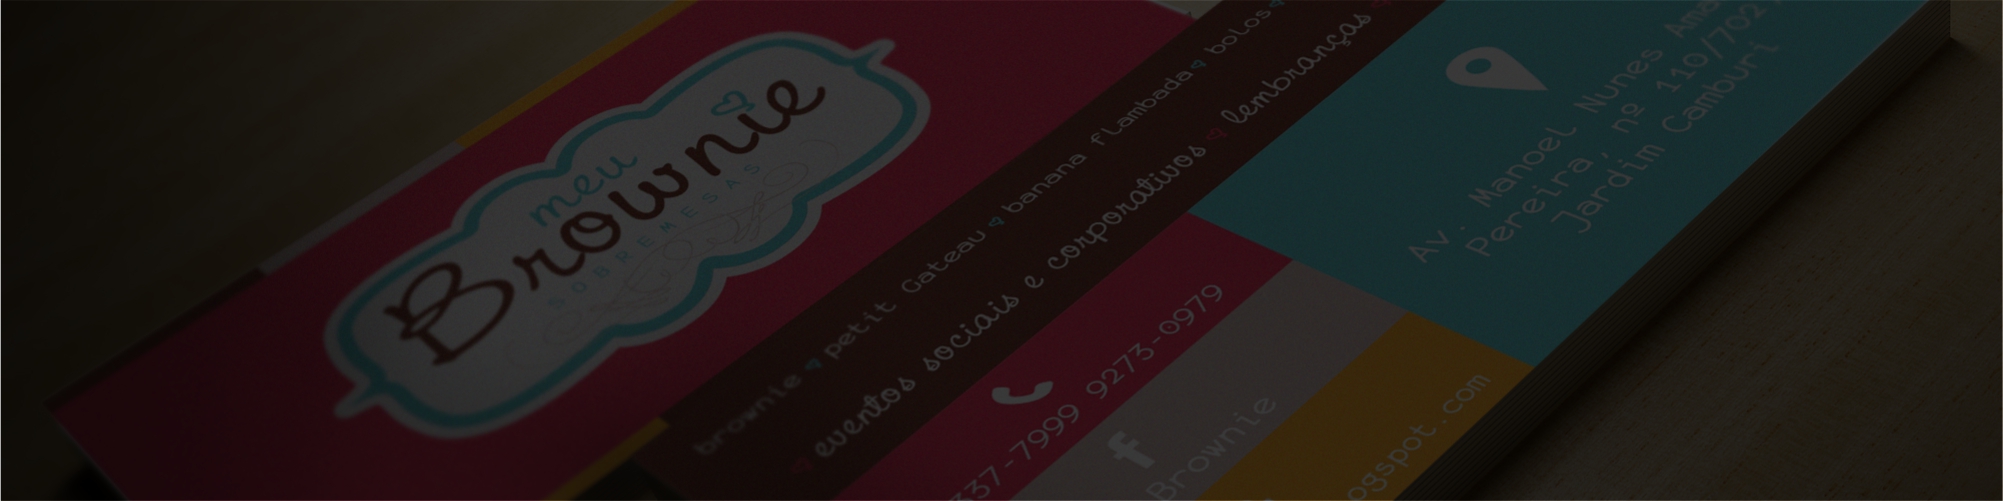 meu
Brownie
SOBREMESAS
brownie petit Gateau banana flambada bolos
eventos sociais e corporativos lembranças
Av. Manoel Nunes
Pereira, nº 110/702,
Jardim Camburi
337-7999 9273-0979
Brownie
ogspot.com